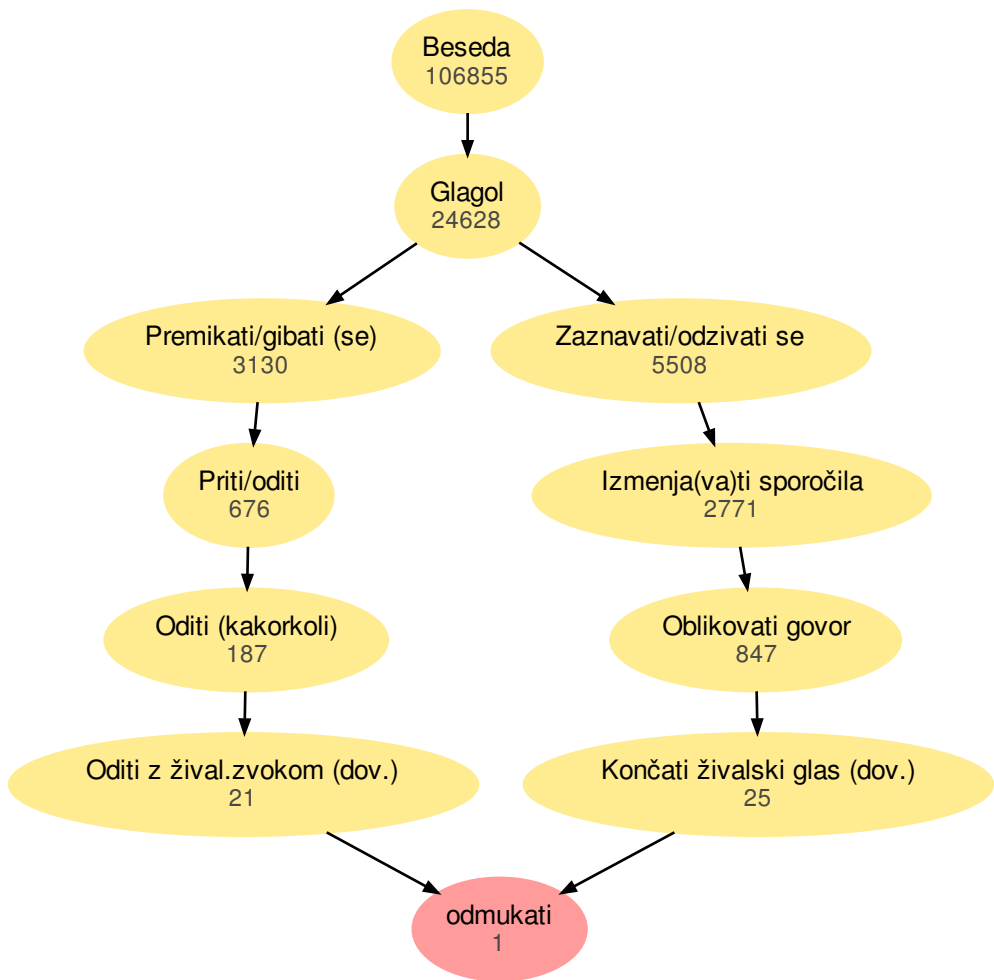 Beseda
106855
Glagol
24628
Premikati/gibati (se)
3130
Zaznavati/odzivati se
5508
Priti/oditi
676
Izmenja(va)ti sporočila
2771
Oditi (kakorkoli)
187
Oblikovati govor
847
Oditi z žival.zvokom (dov.)
21
Končati živalski glas (dov.)
25
odmukati
1